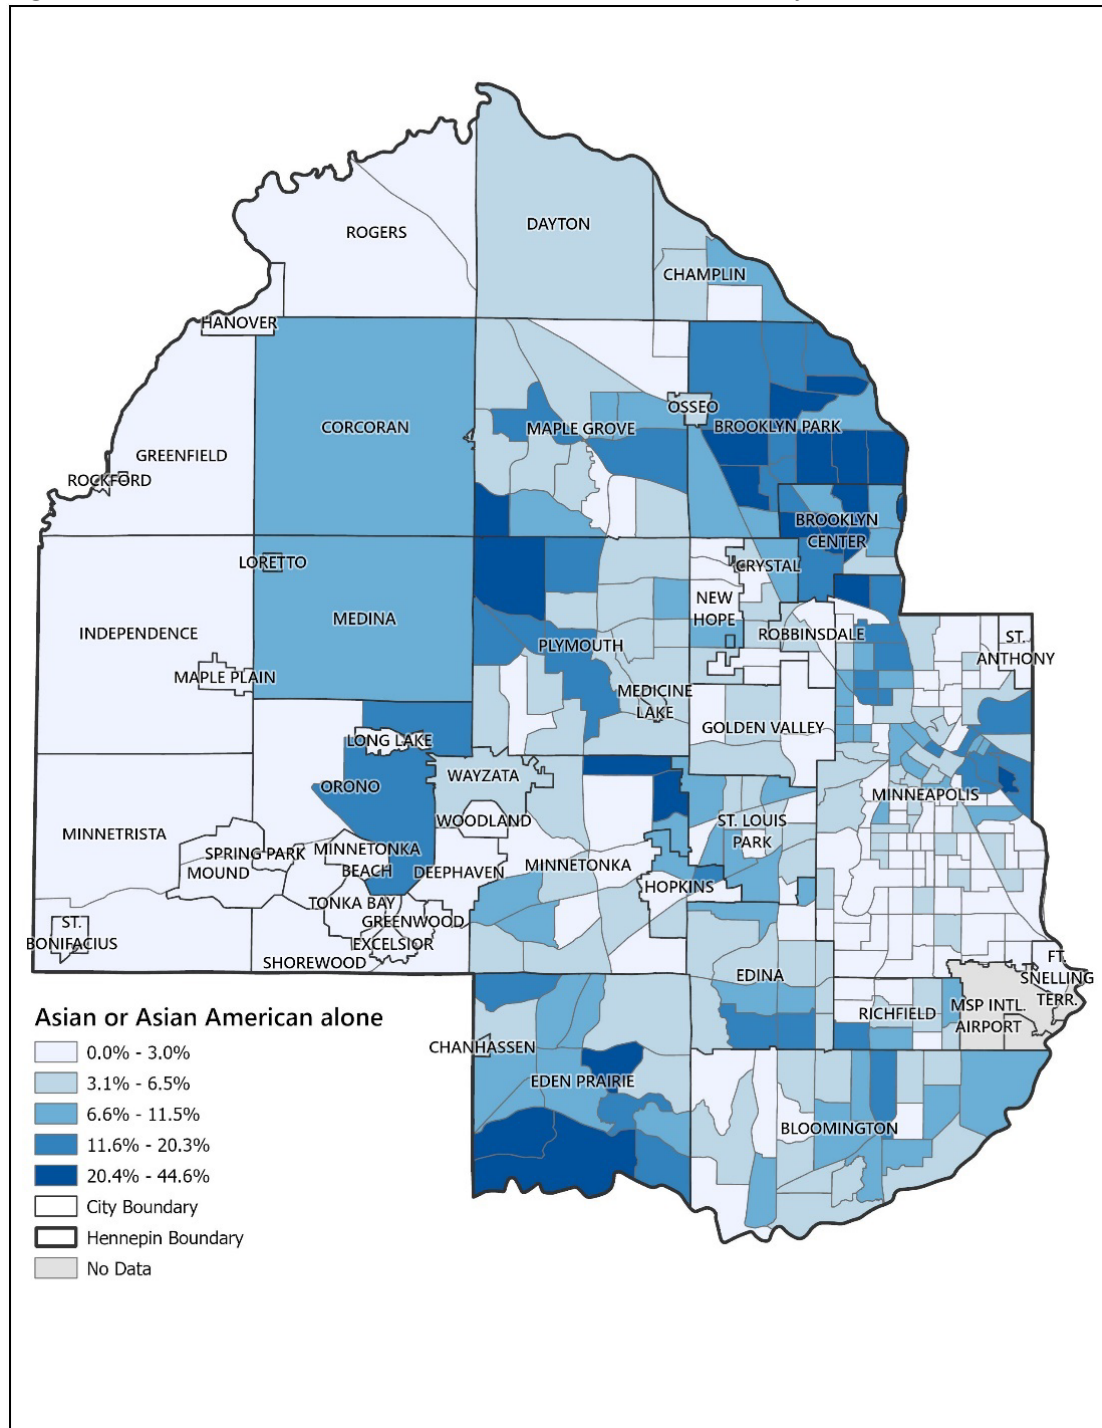 ROGERS
DAYTON
CHAMPLIN
HANOVER
OSSEO
CORCORAN
MAPLE GROVE
BROOKLYN PARK
GREENFIELD
ROCKFORD
BROOKLYN
CENTER
LORETTO
CRYSTAL
NEW
HOPE
MEDINA
INDEPENDENCE
PLYMOUTH
ROBBINSDALE
ST.
ANTHONY
MAPLE PLAIN
MEDICINE
LAKE
GOLDEN VALLEY
LONG LAKE
WAYZATA
ORONO
MINNEAPOLIS
WOODLAND
ST. LOUIS
PARK
MINNETRISTA
SPRING PARK
MINNETONKA
BEACH
MOUND
DEEPHAVEN
MINNETONKA
HOPKINS
TONKA BAY
GREENWOOD
ST.
BONIFACIUS
EXCELSIOR
SHOREWOOD
EDINA
FT.
SNELLING
TERR.
MSP INTL.
AIRPORT
RICHFIELD
CHANHASSEN
EDEN PRAIRIE
BLOOMINGTON
Asian or Asian American alone
0.0% - 3.0%
3.1% - 6.5%
6.6% - 11.5%
11.6% - 20.3%
20.4% - 44.6%
City Boundary
Hennepin Boundary
No Data